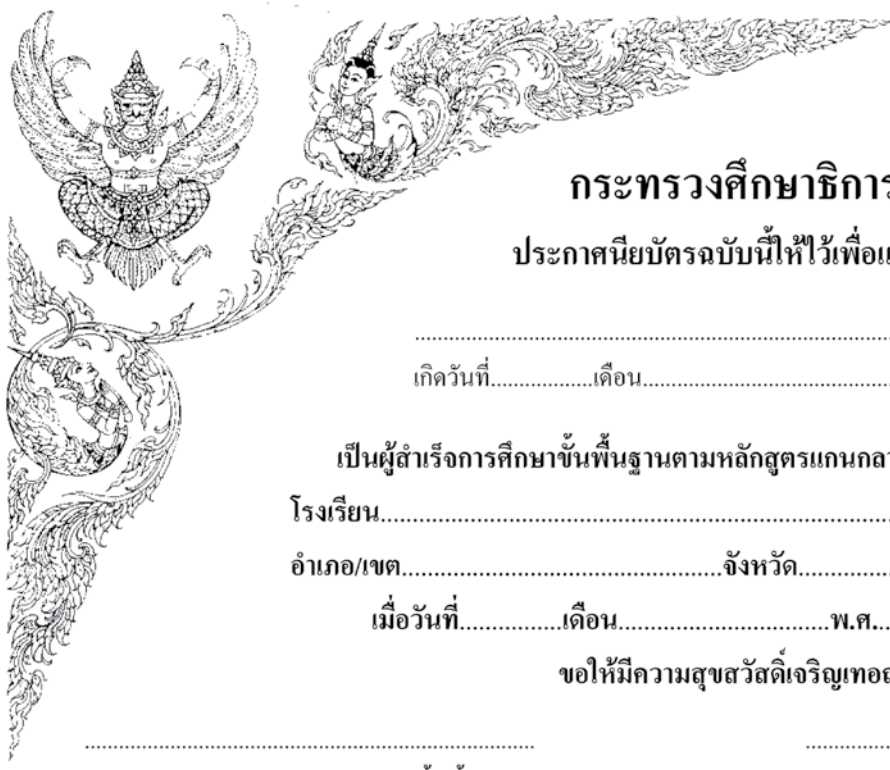 กระทรวงศึกษาธิการ
ประกาศนียบัตรฉบับนี้ให้ไว้เพื่อแ
........................................................................
เกิดวันที่.................เดือน...........................................
เป็นผู้สำเร็จการศึกษาขั้นพื้นฐานตามหลักสูตรแกนกลา
โรงเรียน.....................................................................................
อำเภอ/เขต.....................................................จังหวัด...............
เมื่อวันที่.................เดือน...................................พ.ศ...
ขอให้มีความสุขสวัสดิ์เจริญเทอญ